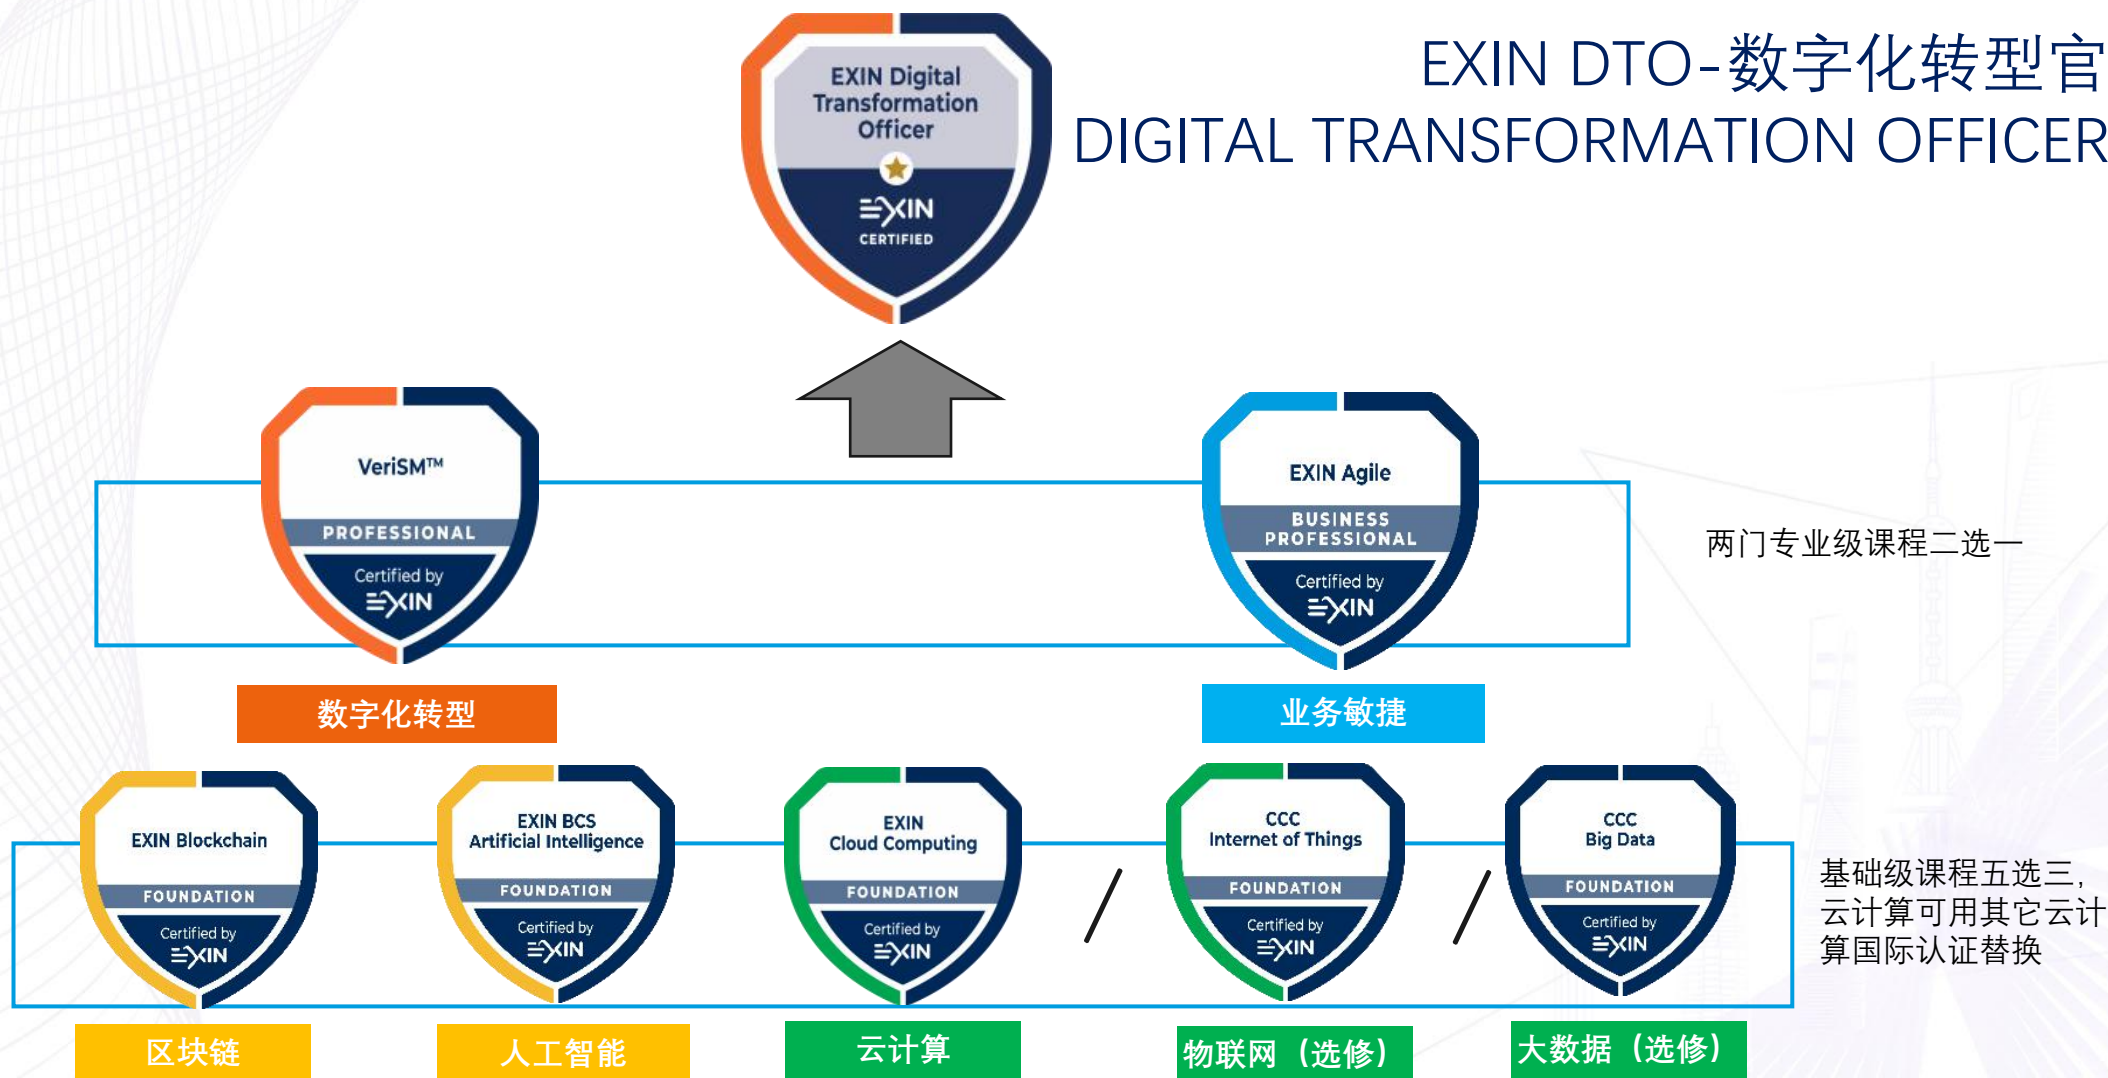 EXIN DTO-数字化转型官
DIGITAL TRANSFORMATION OFFICER
EXIN Digital
Transformation
Officer
EXIN
CERTIFIED
VeriSM™
PROFESSIONAL
Certified by
EXIN
EXIN Agile
BUSINESS
PROFESSIONAL
Certified by
EXIN
两门专业级课程二选一
数字化转型
业务敏捷
EXIN Blockchain
FOUNDATION
Certified by
EXIN
EXIN BCS
Artificial Intelligence
FOUNDATION
Certified by
EXIN
EXIN
Cloud Computing
FOUNDATION
Certified by
EXIN
/
CCC
Internet of Things
FOUNDATION
Certified by
EXIN
/
CCC
Big Data
FOUNDATION
Certified by
EXIN
基础级课程五选三，
云计算可用其它云计
算国际认证替换
区块链
人工智能
云计算
物联网（选修）
大数据（选修）